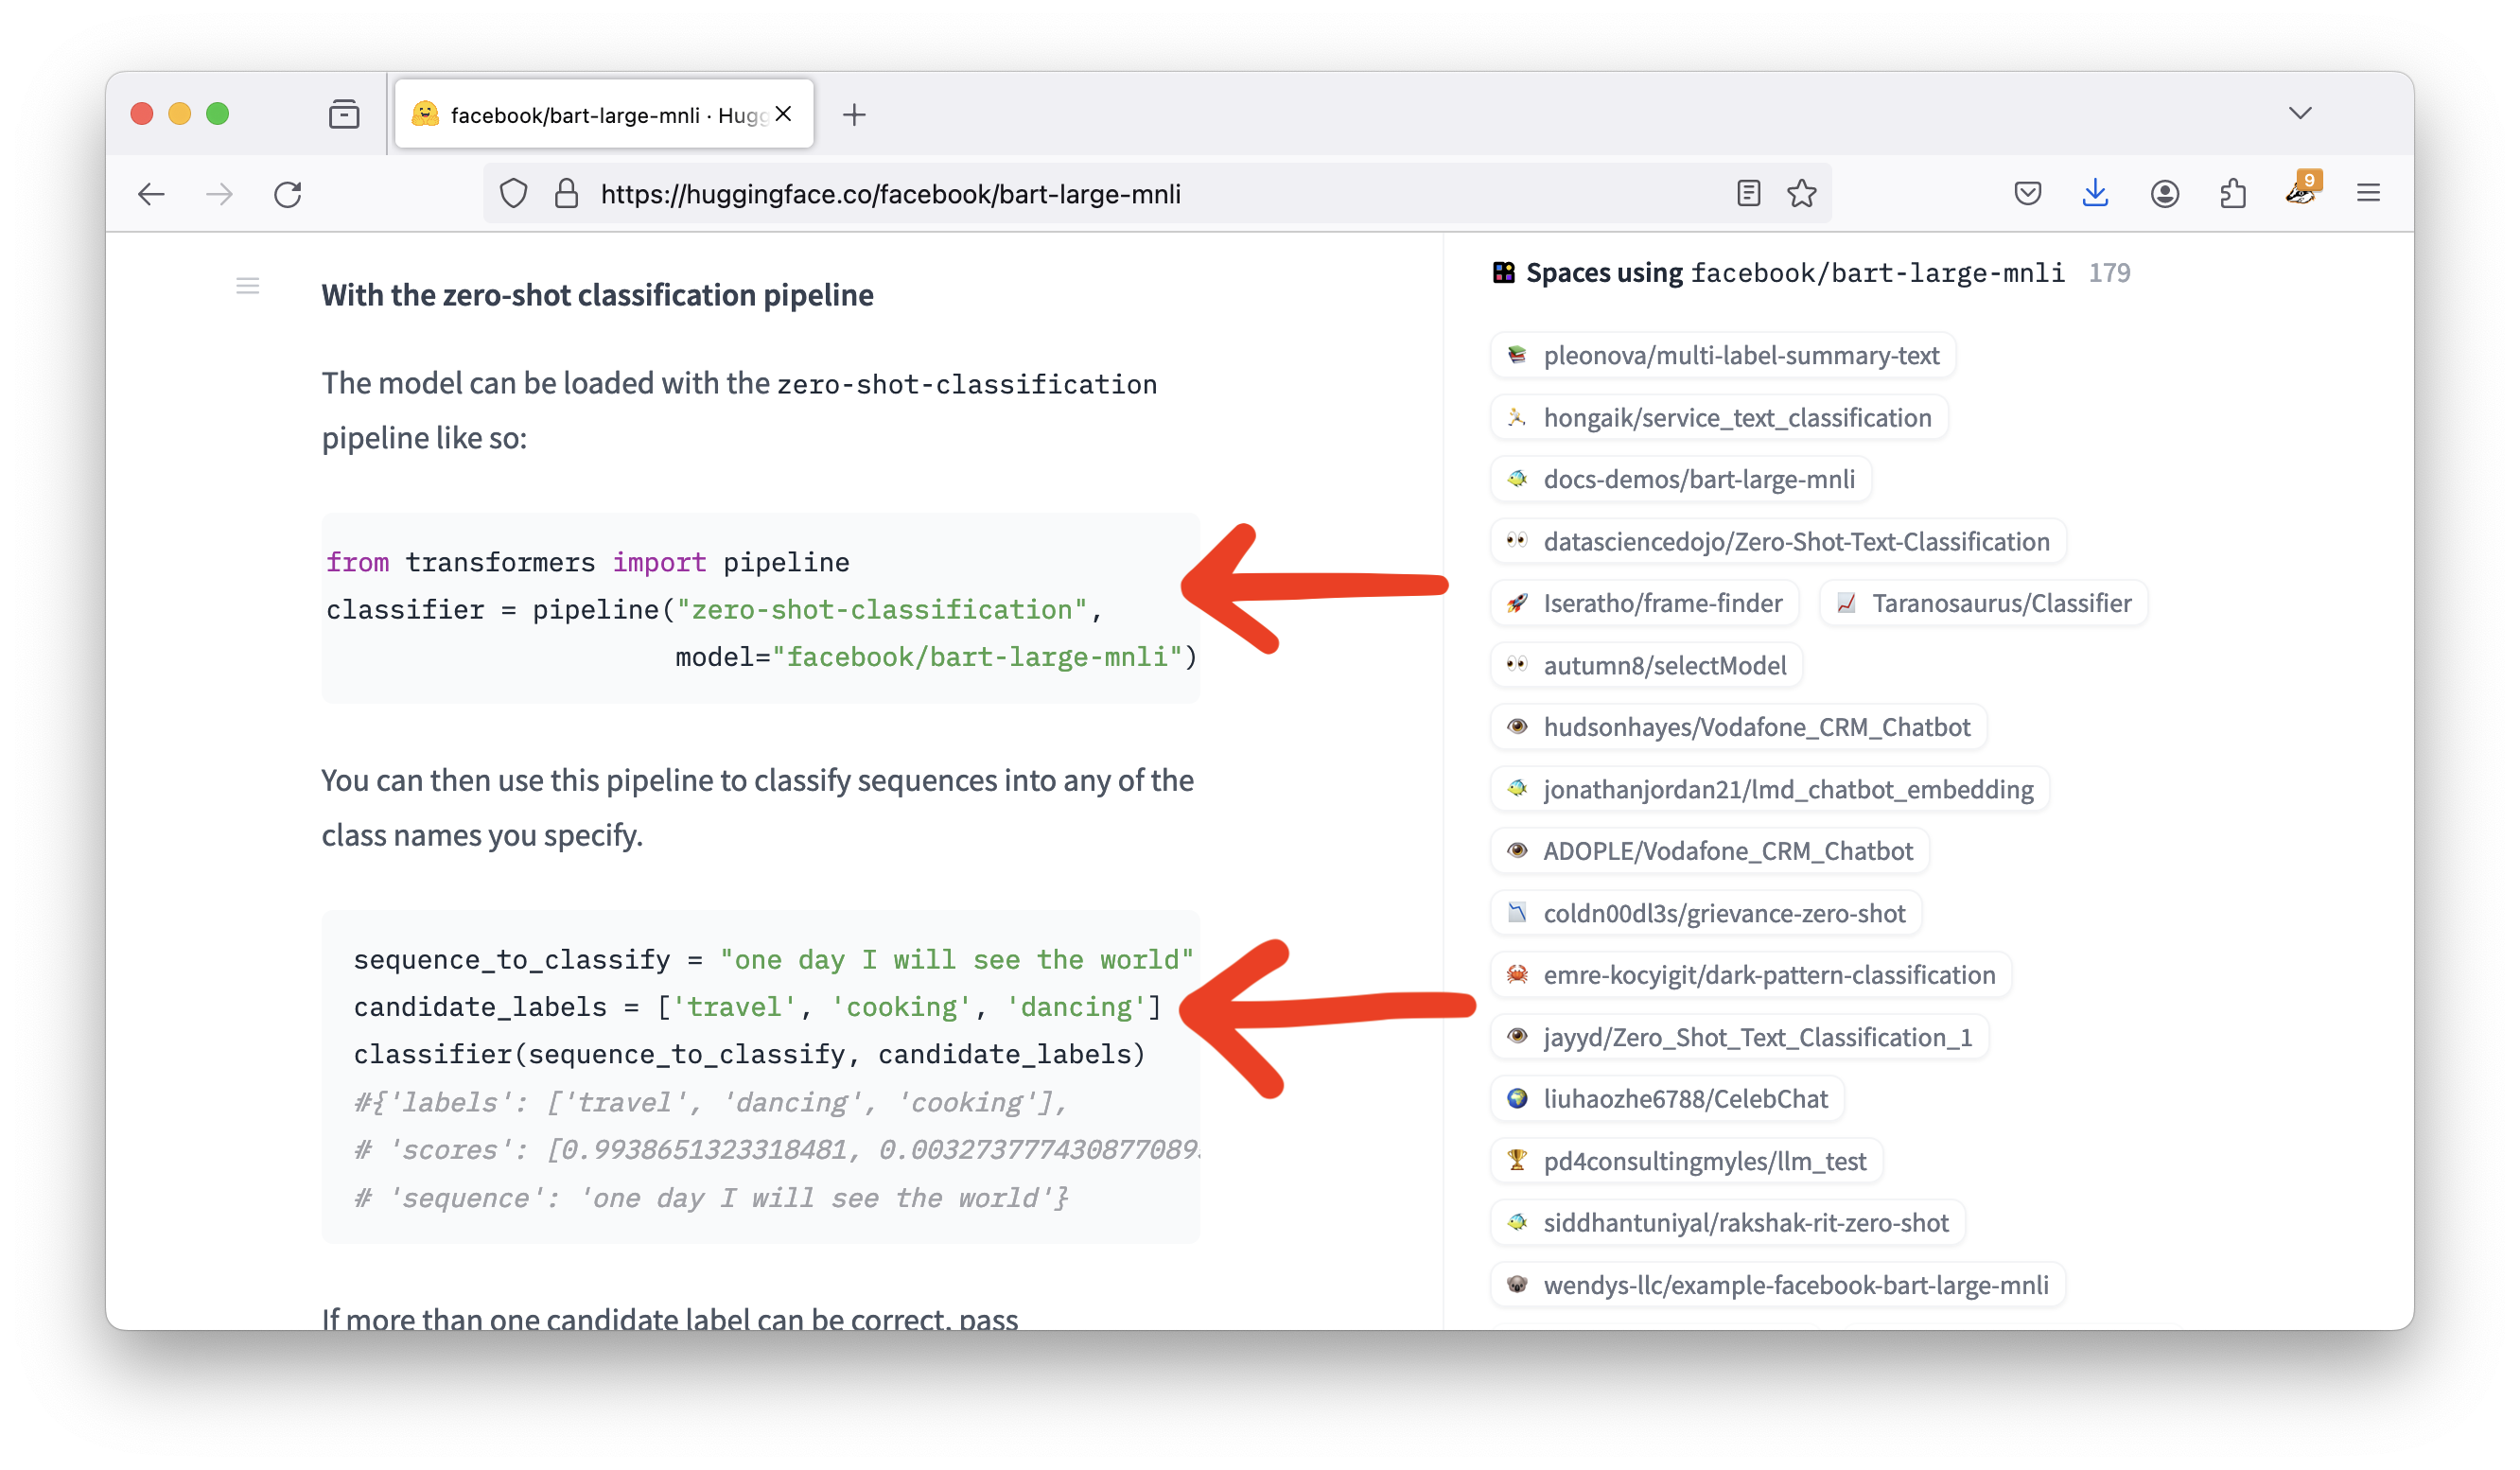 facebook/bart-large-mnli · Hugg
https://huggingface.co/facebook/bart-large-mnli
9
With the zero-shot classification pipeline
The model can be loaded with the zero-shot-classification
pipeline like so:
from transformers import pipeline
classifier = pipeline("zero-shot-classification",
model="facebook/bart-large-mnli")
You can then use this pipeline to classify sequences into any of the
class names you specify.
sequence_to_classify = "one day I will see the world"
candidate_labels = ['travel', 'cooking', 'dancing']
classifier(sequence_to_classify, candidate_labels)
#{'labels': ['travel', 'dancing', 'cooking'],
# 'scores': [0.9938651323318481, 0.003273777430877089
# 'sequence': 'one day I will see the world'}
If more than one candidate label can be correct, pass
Spaces using facebook/bart-large-mnli 179
pleonova/multi-label-summary-text
hongaik/service_text_classification
docs-demos/bart-large-mnli
datasciencedojo/Zero-Shot-Text-Classification
Iseratho/frame-finder Taranosaurus/Classifier
autumn8/selectModel
hudsonhayes/Vodafone_CRM_Chatbot
jonathanjordan21/lmd_chatbot_embedding
ADOPLE/Vodafone_CRM_Chatbot
coldn00dl3s/grievance-zero-shot
emre-kocyigit/dark-pattern-classification
jayyd/Zero_Shot_Text_Classification_1
liuhaozhe6788/CelebChat
pd4consultingmyles/llm_test
siddhantuniyal/rakshak-rit-zero-shot
wendys-llc/example-facebook-bart-large-mnli